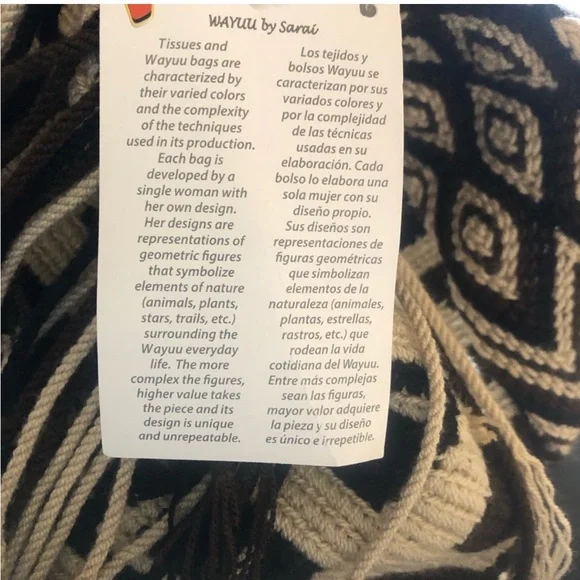 WAYUU by Saraí
Tissues and
Wayuu bags are
characterized by
their varied colors
and the complexity
of the techniques
used in its production.
Each bag is
developed by a
single woman with
her own design.
Her designs are
representations of
geometric figures
that symbolize
elements of nature
(animals, plants,
stars, trails, etc.)
surrounding the
Wayuu everyday
life. The more
complex the figures,
higher value takes
the piece and its
design is unique
and unrepeatable.
Los tejidos y
bolsos Wayuu se
caracterizan por sus
variados colores y
por la complejidad
de las técnicas
usadas en su
elaboración. Cada
bolso lo elabora una
sola mujer con su
diseño propio.
Sus diseños son
representaciones de
figuras geométricas
que simbolizan
elementos de la
naturaleza (animales,
plantas, estrellas,
rastros, etc.) que
rodean la vida
cotidiana del Wayuu.
Entre más complejas
sean las figuras,
mayor valor adquiere
la pieza y su diseño
es único e irrepetible.